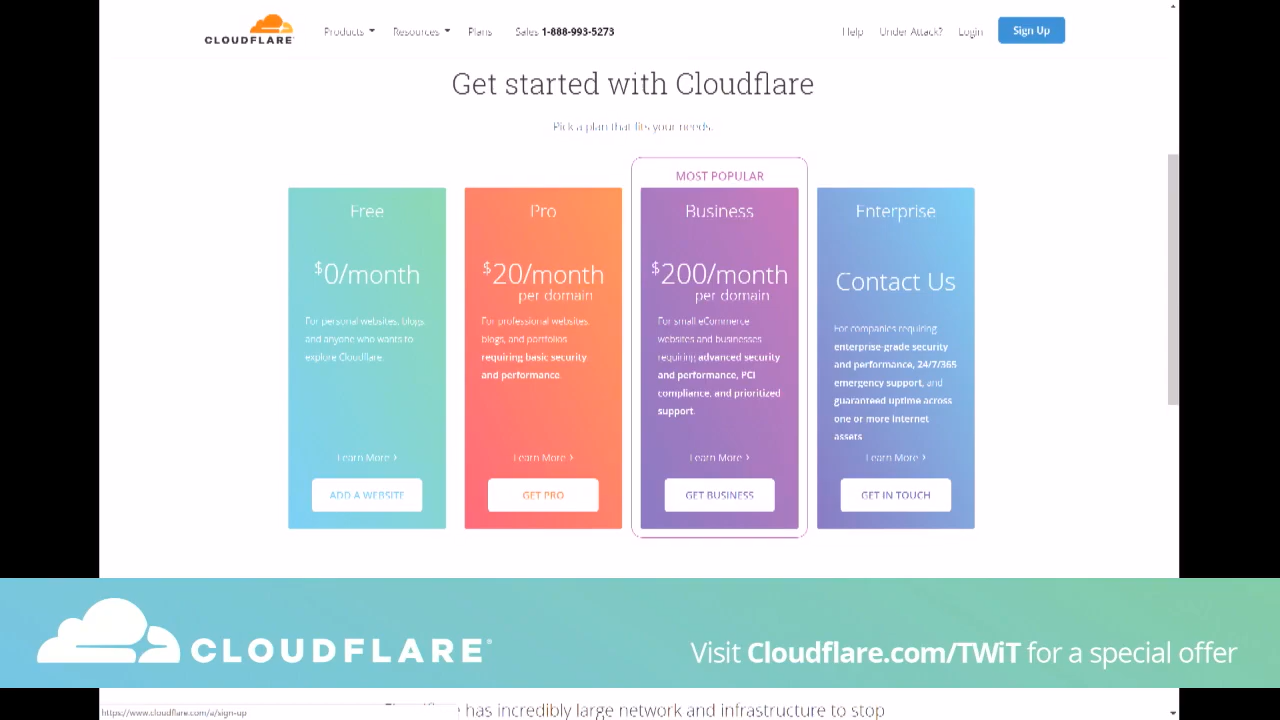 CLOUDFLARE
Products
Resources
Plans
Sales 1-888-993-5273
Help
Under Attack?
Login
Sign Up
Get started with Cloudflare
Pick a plan that fits your needs.
Free
$0/month
For personal websites, blogs,
and anyone who wants to
explore Cloudflare.
Learn More ›
ADD A WEBSITE
Pro
$20/month
per domain
For professional websites,
blogs, and portfolios
requiring basic security
and performance.
Learn More ›
GET PRO
MOST POPULAR
Business
$200/month
per domain
For small eCommerce
websites and businesses
requiring advanced security
and performance, PCI
compliance, and prioritized
support.
Learn More ›
GET BUSINESS
Enterprise
Contact Us
For companies requiring
enterprise-grade security
and performance, 24/7/365
emergency support, and
guaranteed uptime across
one or more Internet
assets
Learn More ›
GET IN TOUCH
CLOUDFLARE®
Visit Cloudflare.com/TWiT for a special offer
has incredibly large network and infrastructure to stop
https://www.cloudflare.com/a/sign-up